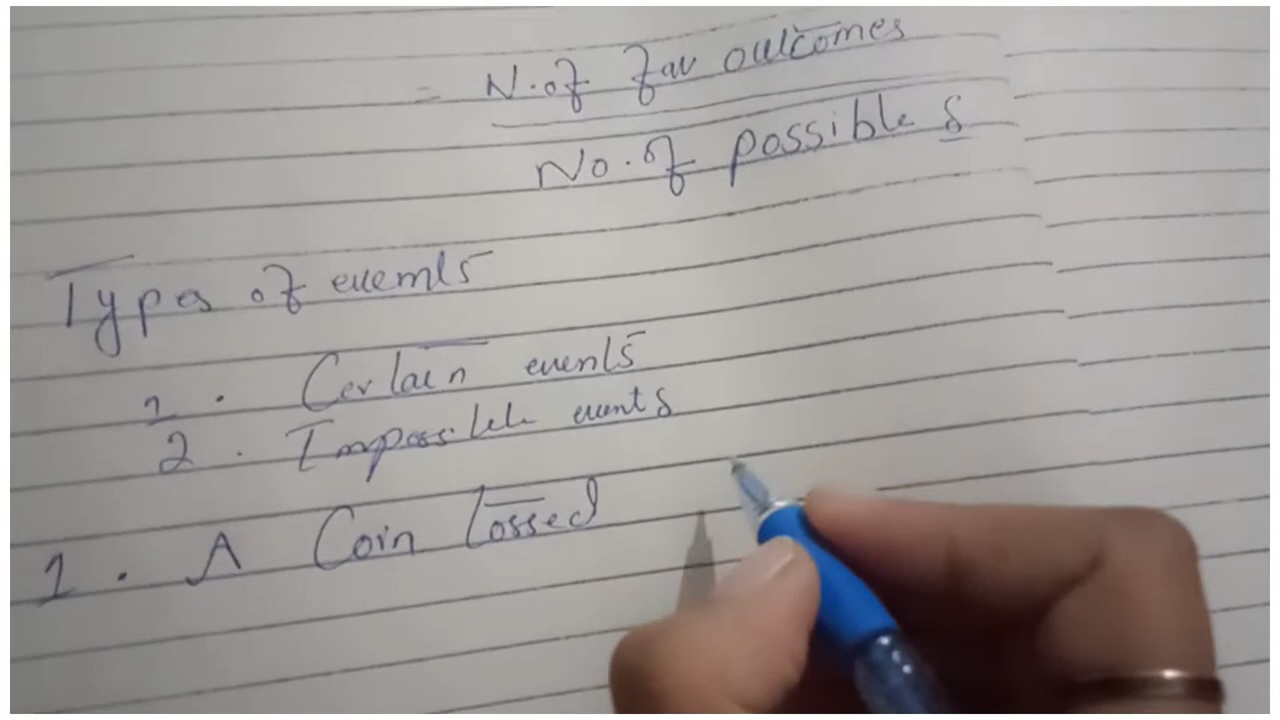 = N.of fav outcomes
No.of possible s
Types of events
1. Certain events
2. Impossible events
1. A Coin tossed